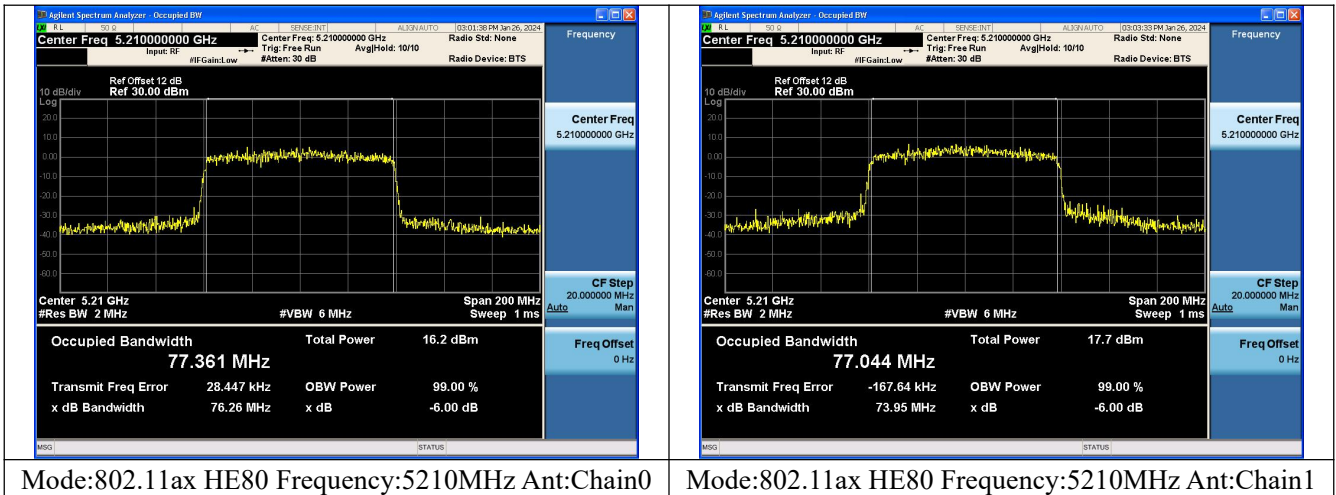 Agilent Spectrum Analyzer - Occupied BW
RL 50 Ω AC SENSE:INT ALIGN AUTO 03:01:38 PM Jan 26, 2024
Center Freq 5.210000000 GHz
Center Freq: 5.210000000 GHz
Radio Std: None
Input: RF
Trig: Free Run Avg|Hold: 10/10
#IFGain:Low
#Atten: 30 dB
Radio Device: BTS
Ref Offset 12 dB
10 dB/div Ref 30.00 dBm
Log
20.0
10.0
0.00
-10.0
-20.0
-30.0
-40.0
-50.0
-60.0
Center 5.21 GHz
Span 200 MHz
#Res BW 2 MHz
#VBW 6 MHz
Sweep 1 ms
Occupied Bandwidth
Total Power 16.2 dBm
77.361 MHz
Transmit Freq Error 28.447 kHz
OBW Power 99.00 %
x dB Bandwidth 76.26 MHz
x dB -6.00 dB
MSG
STATUS
Frequency
Center Freq
5.210000000 GHz
CF Step
20.000000 MHz
Auto Man
Freq Offset
0 Hz
Mode:802.11ax HE80 Frequency:5210MHz Ant:Chain0
Agilent Spectrum Analyzer - Occupied BW
RL 50 Ω AC SENSE:INT ALIGN AUTO 03:03:33 PM Jan 26, 2024
Center Freq 5.210000000 GHz
Center Freq: 5.210000000 GHz
Radio Std: None
Input: RF
Trig: Free Run Avg|Hold: 10/10
#IFGain:Low
#Atten: 30 dB
Radio Device: BTS
Ref Offset 12 dB
10 dB/div Ref 30.00 dBm
Log
20.0
10.0
0.00
-10.0
-20.0
-30.0
-40.0
-50.0
-60.0
Center 5.21 GHz
Span 200 MHz
#Res BW 2 MHz
#VBW 6 MHz
Sweep 1 ms
Occupied Bandwidth
Total Power 17.7 dBm
77.044 MHz
Transmit Freq Error -167.64 kHz
OBW Power 99.00 %
x dB Bandwidth 73.95 MHz
x dB -6.00 dB
MSG
STATUS
Frequency
Center Freq
5.210000000 GHz
CF Step
20.000000 MHz
Auto Man
Freq Offset
0 Hz
Mode:802.11ax HE80 Frequency:5210MHz Ant:Chain1